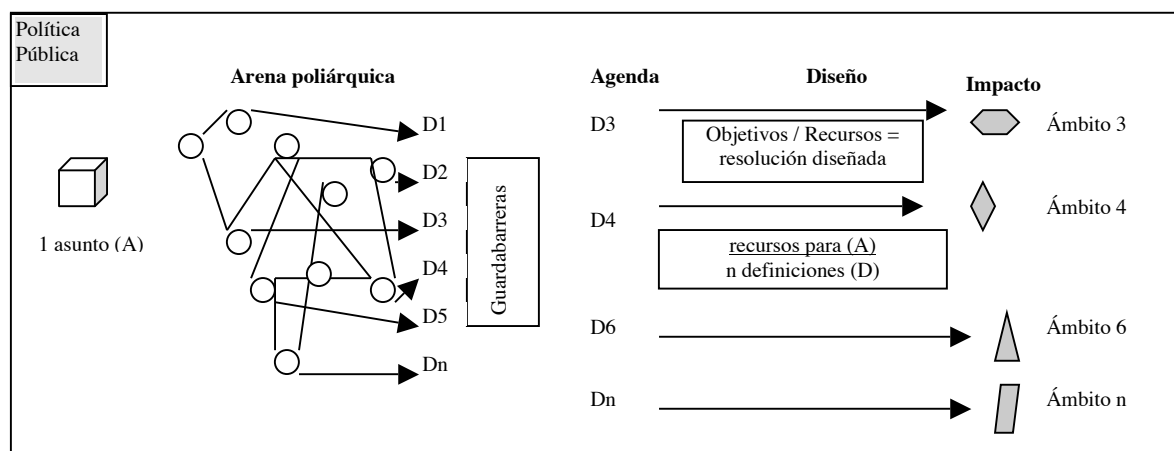 Política
Pública
Arena poliárquica
Agenda
Diseño
Impacto
1 asunto (A)
D1
D2
D3
D4
D5
Dn
Guardabarreras
D3
Objetivos / Recursos =
resolución diseñada
Ámbito 3
D4
recursos para (A)
n definiciones (D)
Ámbito 4
D6
Ámbito 6
Dn
Ámbito n